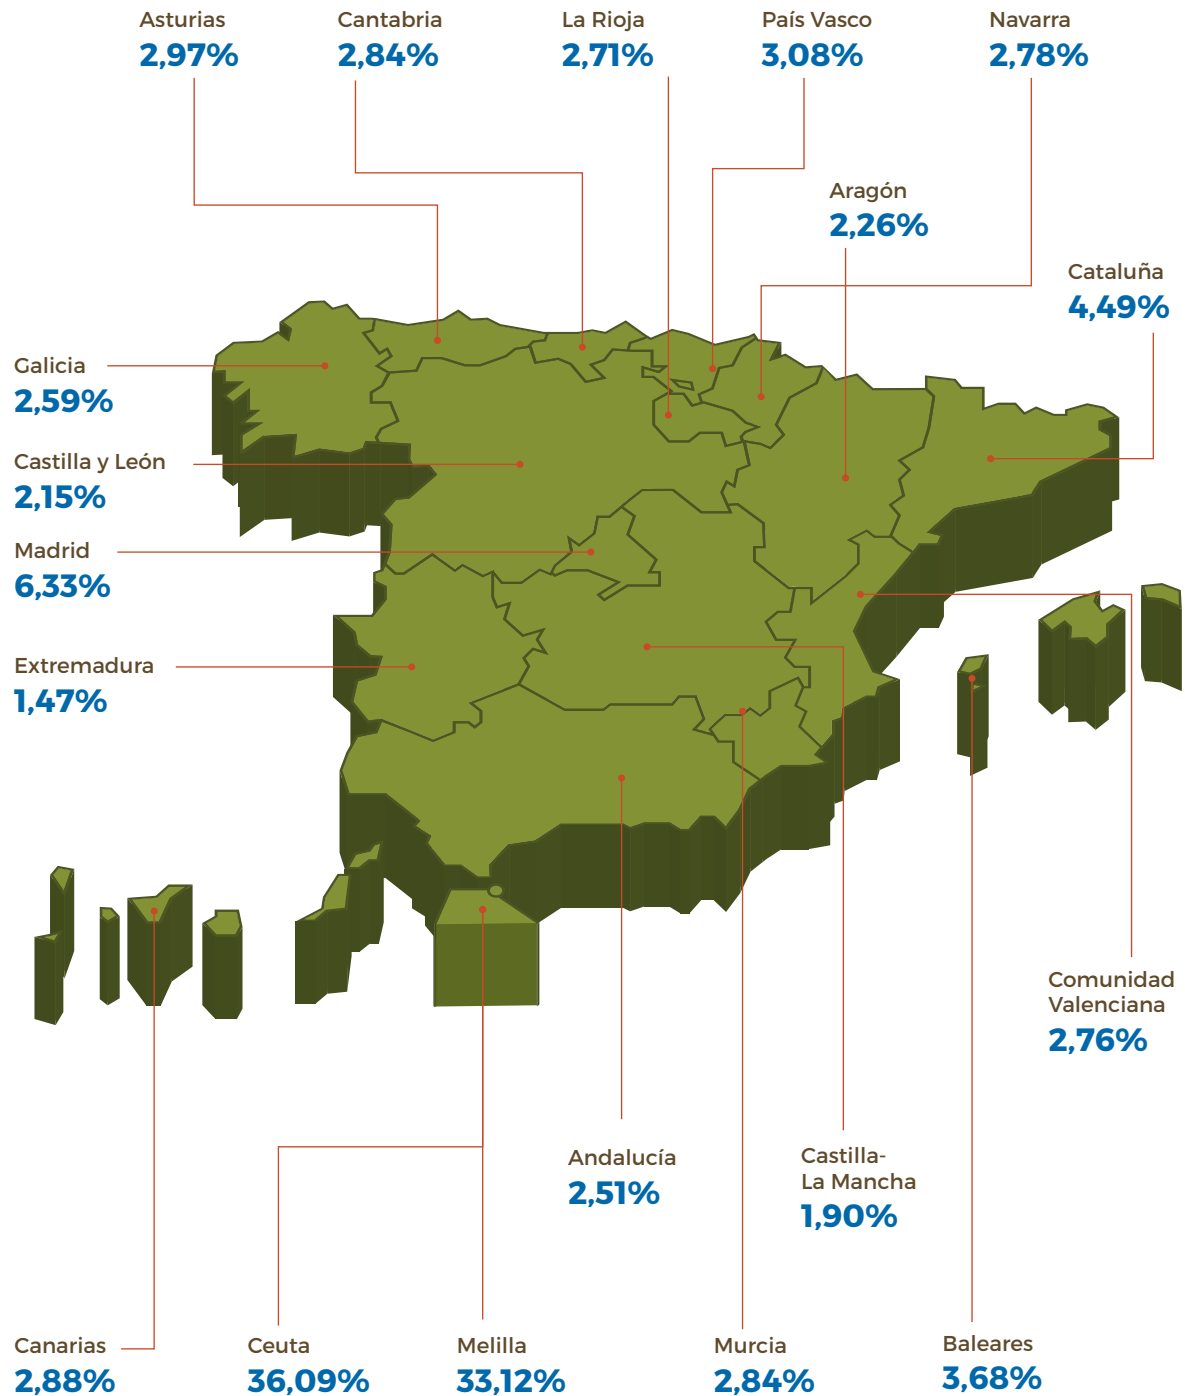 Asturias
2,97%
Cantabria
2,84%
La Rioja
2,71%
País Vasco
3,08%
Navarra
2,78%
Aragón
2,26%
Cataluña
4,49%
Galicia
2,59%
Castilla y León
2,15%
Madrid
6,33%
Extremadura
1,47%
Comunidad
Valenciana
2,76%
Andalucía
2,51%
Castilla-
La Mancha
1,90%
Canarias
2,88%
Ceuta
36,09%
Melilla
33,12%
Murcia
2,84%
Baleares
3,68%